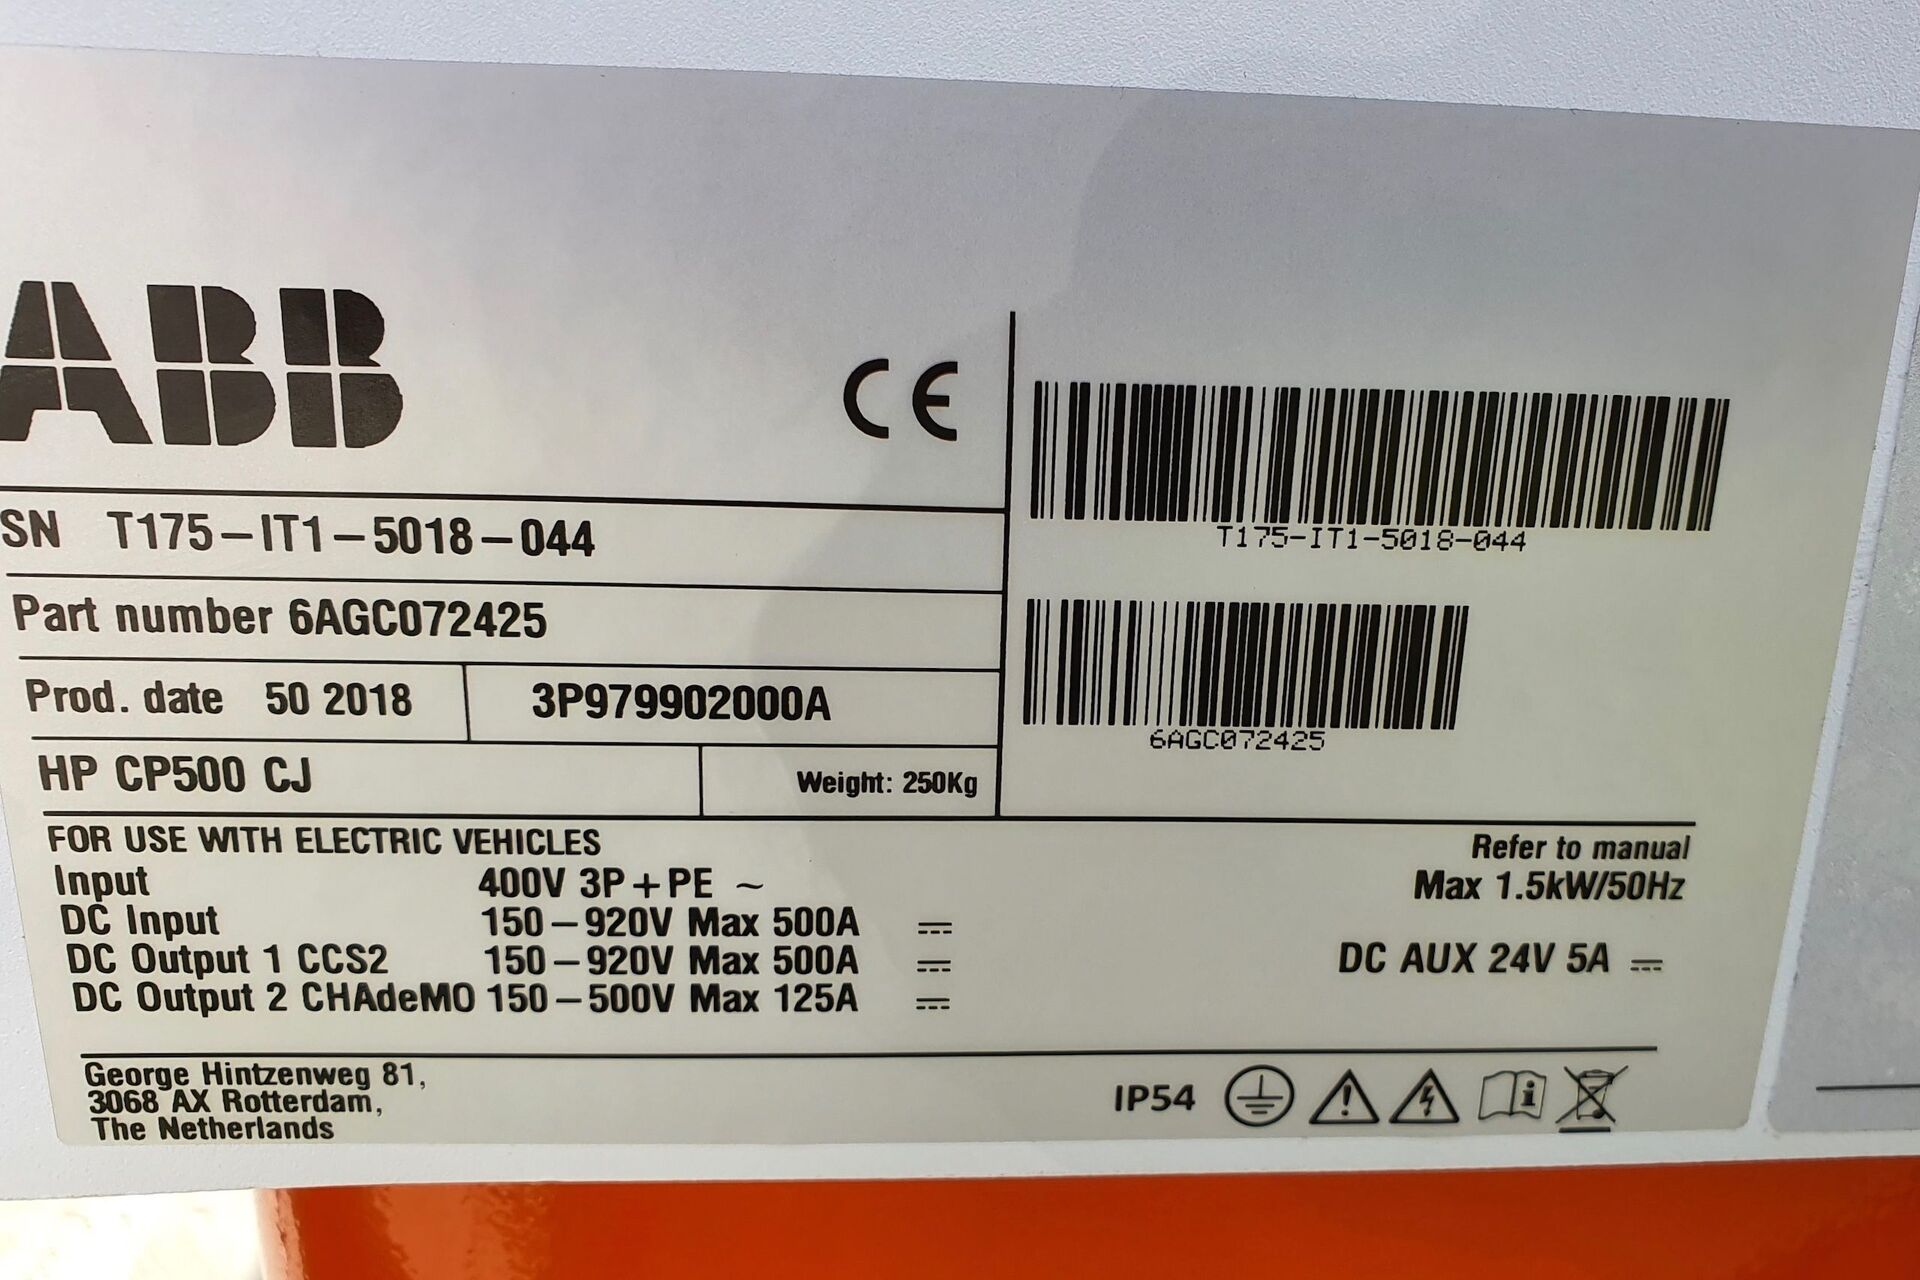 ABB
CE
SN T175-IT1-5018-044
Part number 6AGC072425
Prod. date 50 2018
3P979902000A
HP CP500 CJ
Weight: 250Kg
T175-IT1-5018-044
6AGC072425
FOR USE WITH ELECTRIC VEHICLES
Refer to manual
Input 400V 3P+PE ~
Max 1.5kW/50Hz
DC Input 150-920V Max 500A
DC Output 1 CCS2 150-920V Max 500A
DC AUX 24V 5A
DC Output 2 CHAdeMO 150-500V Max 125A
George Hintzenweg 81,
3068 AX Rotterdam,
The Netherlands
IP54